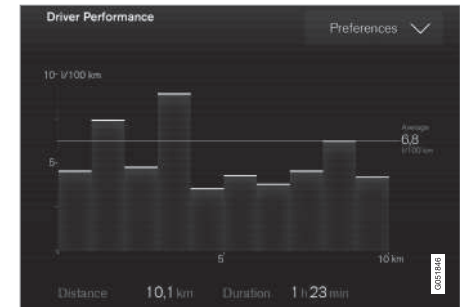 Driver Performance
Preferences
10 l/100 km
Average
6,8
l/100 km
5
5
10 km
Distance 10,1 km Duration 1 h 23 min
G051846